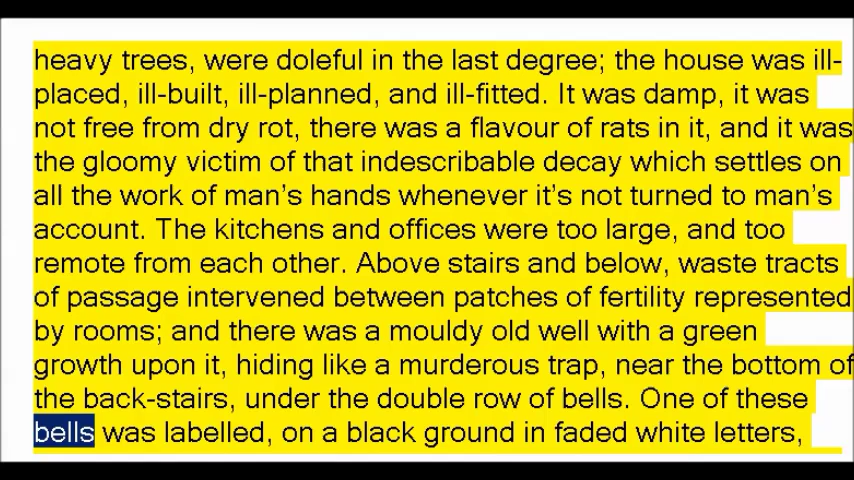 heavy trees, were doleful in the last degree; the house was ill-
placed, ill-built, ill-planned, and ill-fitted. It was damp, it was
not free from dry rot, there was a flavour of rats in it, and it was
the gloomy victim of that indescribable decay which settles on
all the work of man’s hands whenever it’s not turned to man’s
account. The kitchens and offices were too large, and too
remote from each other. Above stairs and below, waste tracts
of passage intervened between patches of fertility represented
by rooms; and there was a mouldy old well with a green
growth upon it, hiding like a murderous trap, near the bottom of
the back-stairs, under the double row of bells. One of these
bells was labelled, on a black ground in faded white letters,